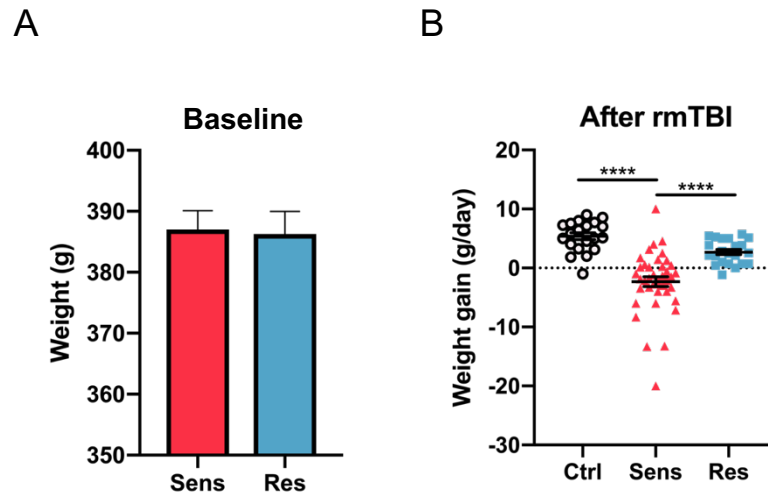 A
B
Baseline
Weight (g)
400
390
380
370
360
350
Sens
Res
After rmTBI
Weight gain (g/day)
20
10
0
-10
-20
-30
****
****
Ctrl
Sens
Res